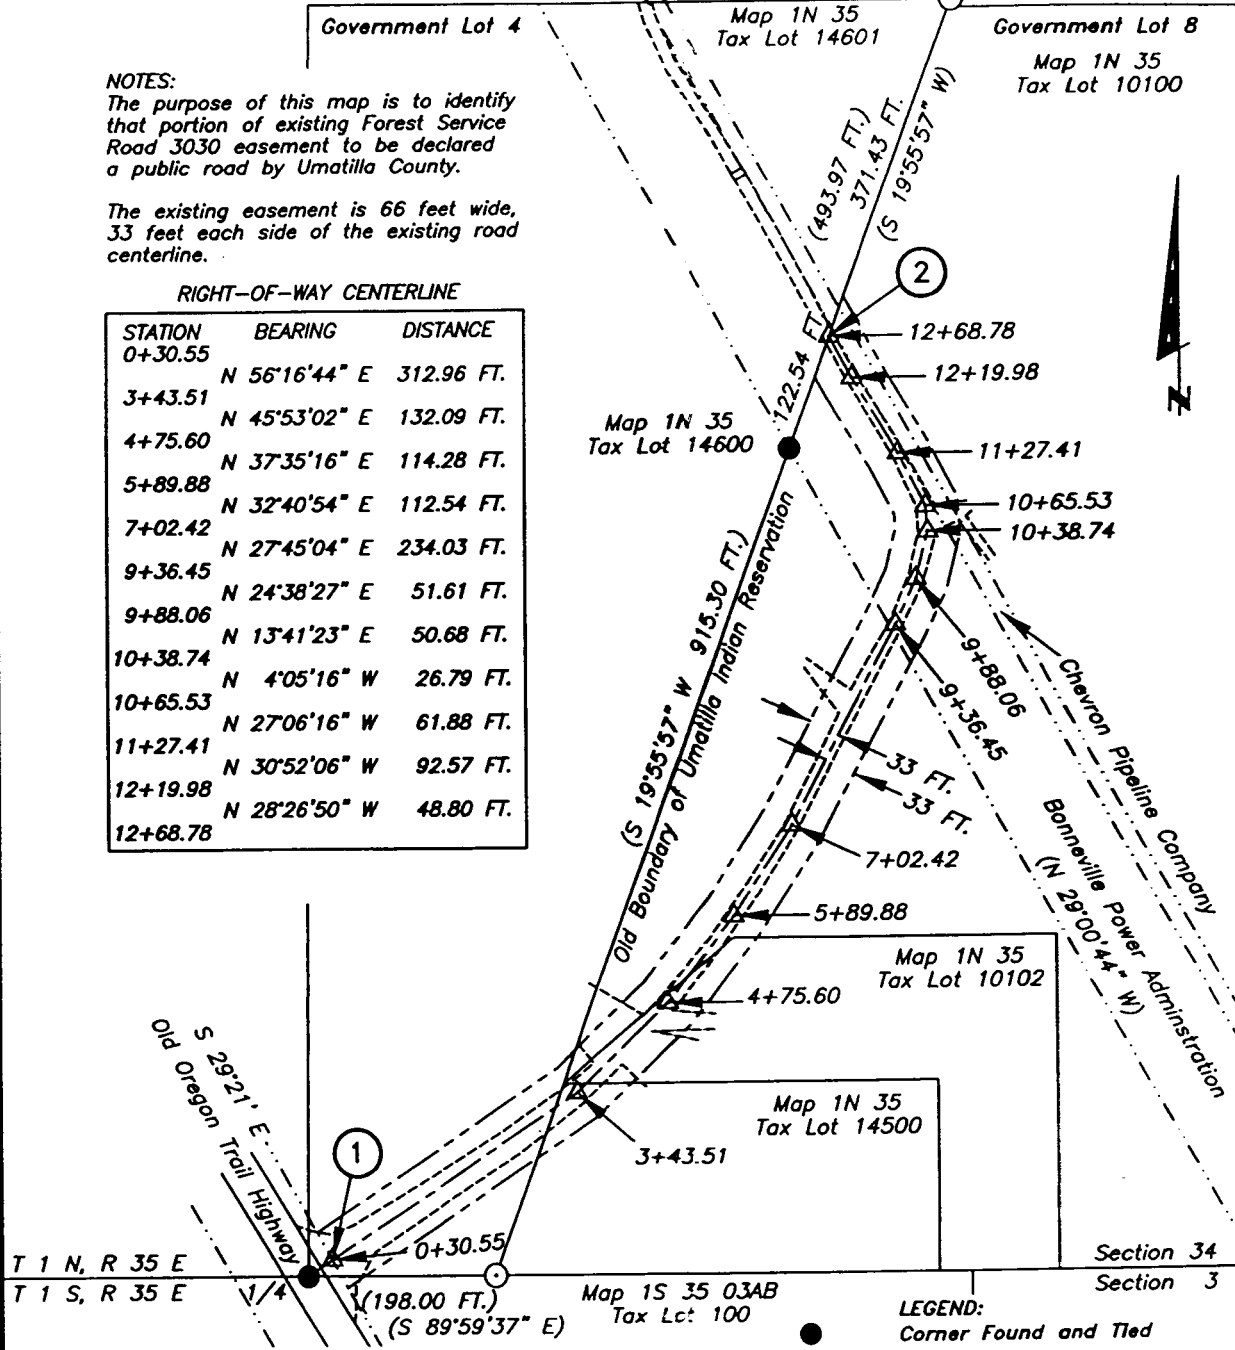 Government Lot 4
Map 1N 35
Tax Lot 14601
Government Lot 8
Map 1N 35
Tax Lot 10100
NOTES:
The purpose of this map is to identify
that portion of existing Forest Service
Road 3030 easement to be declared
a public road by Umatilla County.
The existing easement is 66 feet wide,
33 feet each side of the existing road
centerline.
(493.97 FT.)
371.43 FT.
(S 19°55'57" W)
RIGHT-OF-WAY CENTERLINE
STATION BEARING DISTANCE
0+30.55
N 56°16'44" E 312.96 FT.
3+43.51
N 45°53'02" E 132.09 FT.
4+75.60
N 37°35'16" E 114.28 FT.
5+89.88
N 32°40'54" E 112.54 FT.
7+02.42
N 27°45'04" E 234.03 FT.
9+36.45
N 24°38'27" E 51.61 FT.
9+88.06
N 13°41'23" E 50.68 FT.
10+38.74
N 4°05'16" W 26.79 FT.
10+65.53
N 27°06'16" W 61.88 FT.
11+27.41
N 30°52'06" W 92.57 FT.
12+19.98
N 28°26'50" W 48.80 FT.
12+68.78
2
12+68.78
12+19.98
122.54 FT.
Map 1N 35
Tax Lot 14600
11+27.41
10+65.53
10+38.74
N
9+88.06
9+36.45
(S 19°55'57" W 915.30 FT.)
Old Boundary of Umatilla Indian Reservation
33 FT.
33 FT.
Chevron Pipeline Company
Bonneville Power Adminstration
(N 29°00'44" W)
7+02.42
5+89.88
Map 1N 35
Tax Lot 10102
4+75.60
Map 1N 35
Tax Lot 14500
3+43.51
S 29°21' E
Old Oregon Trail Highway
1
0+30.55
T 1 N, R 35 E
Section 34
T 1 S, R 35 E
1/4
Section 3
(198.00 FT.)
(S 89°59'37" E)
Map 1S 35 03AB
Tax Lot 100
LEGEND:
Corner Found and Tied